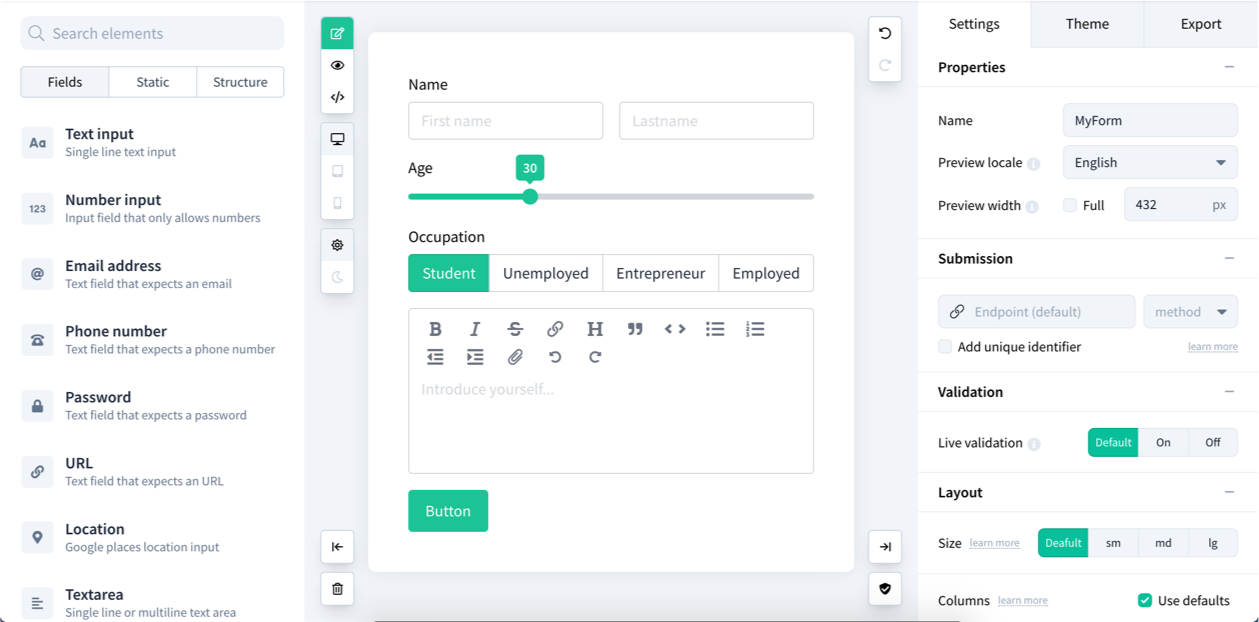 Search elements
Fields Static Structure
Aa Text input
Single line text input
123 Number input
Input field that only allows numbers
@ Email address
Text field that expects an email
Phone number
Text field that expects a phone number
Password
Text field that expects a password
URL
Text field that expects an URL
Location
Google places location input
Textarea
Single line or multiline text area
Name
First name Lastname
Age 30
Occupation
Student Unemployed Entrepreneur Employed
B I S H
Introduce yourself...
Button
Settings Theme Export
Properties
Name MyForm
Preview locale English
Preview width Full 432 px
Submission
Endpoint (default) method
Add unique identifier learn more
Validation
Live validation Default On Off
Layout
Size learn more Deafult sm md lg
Columns learn more Use defaults